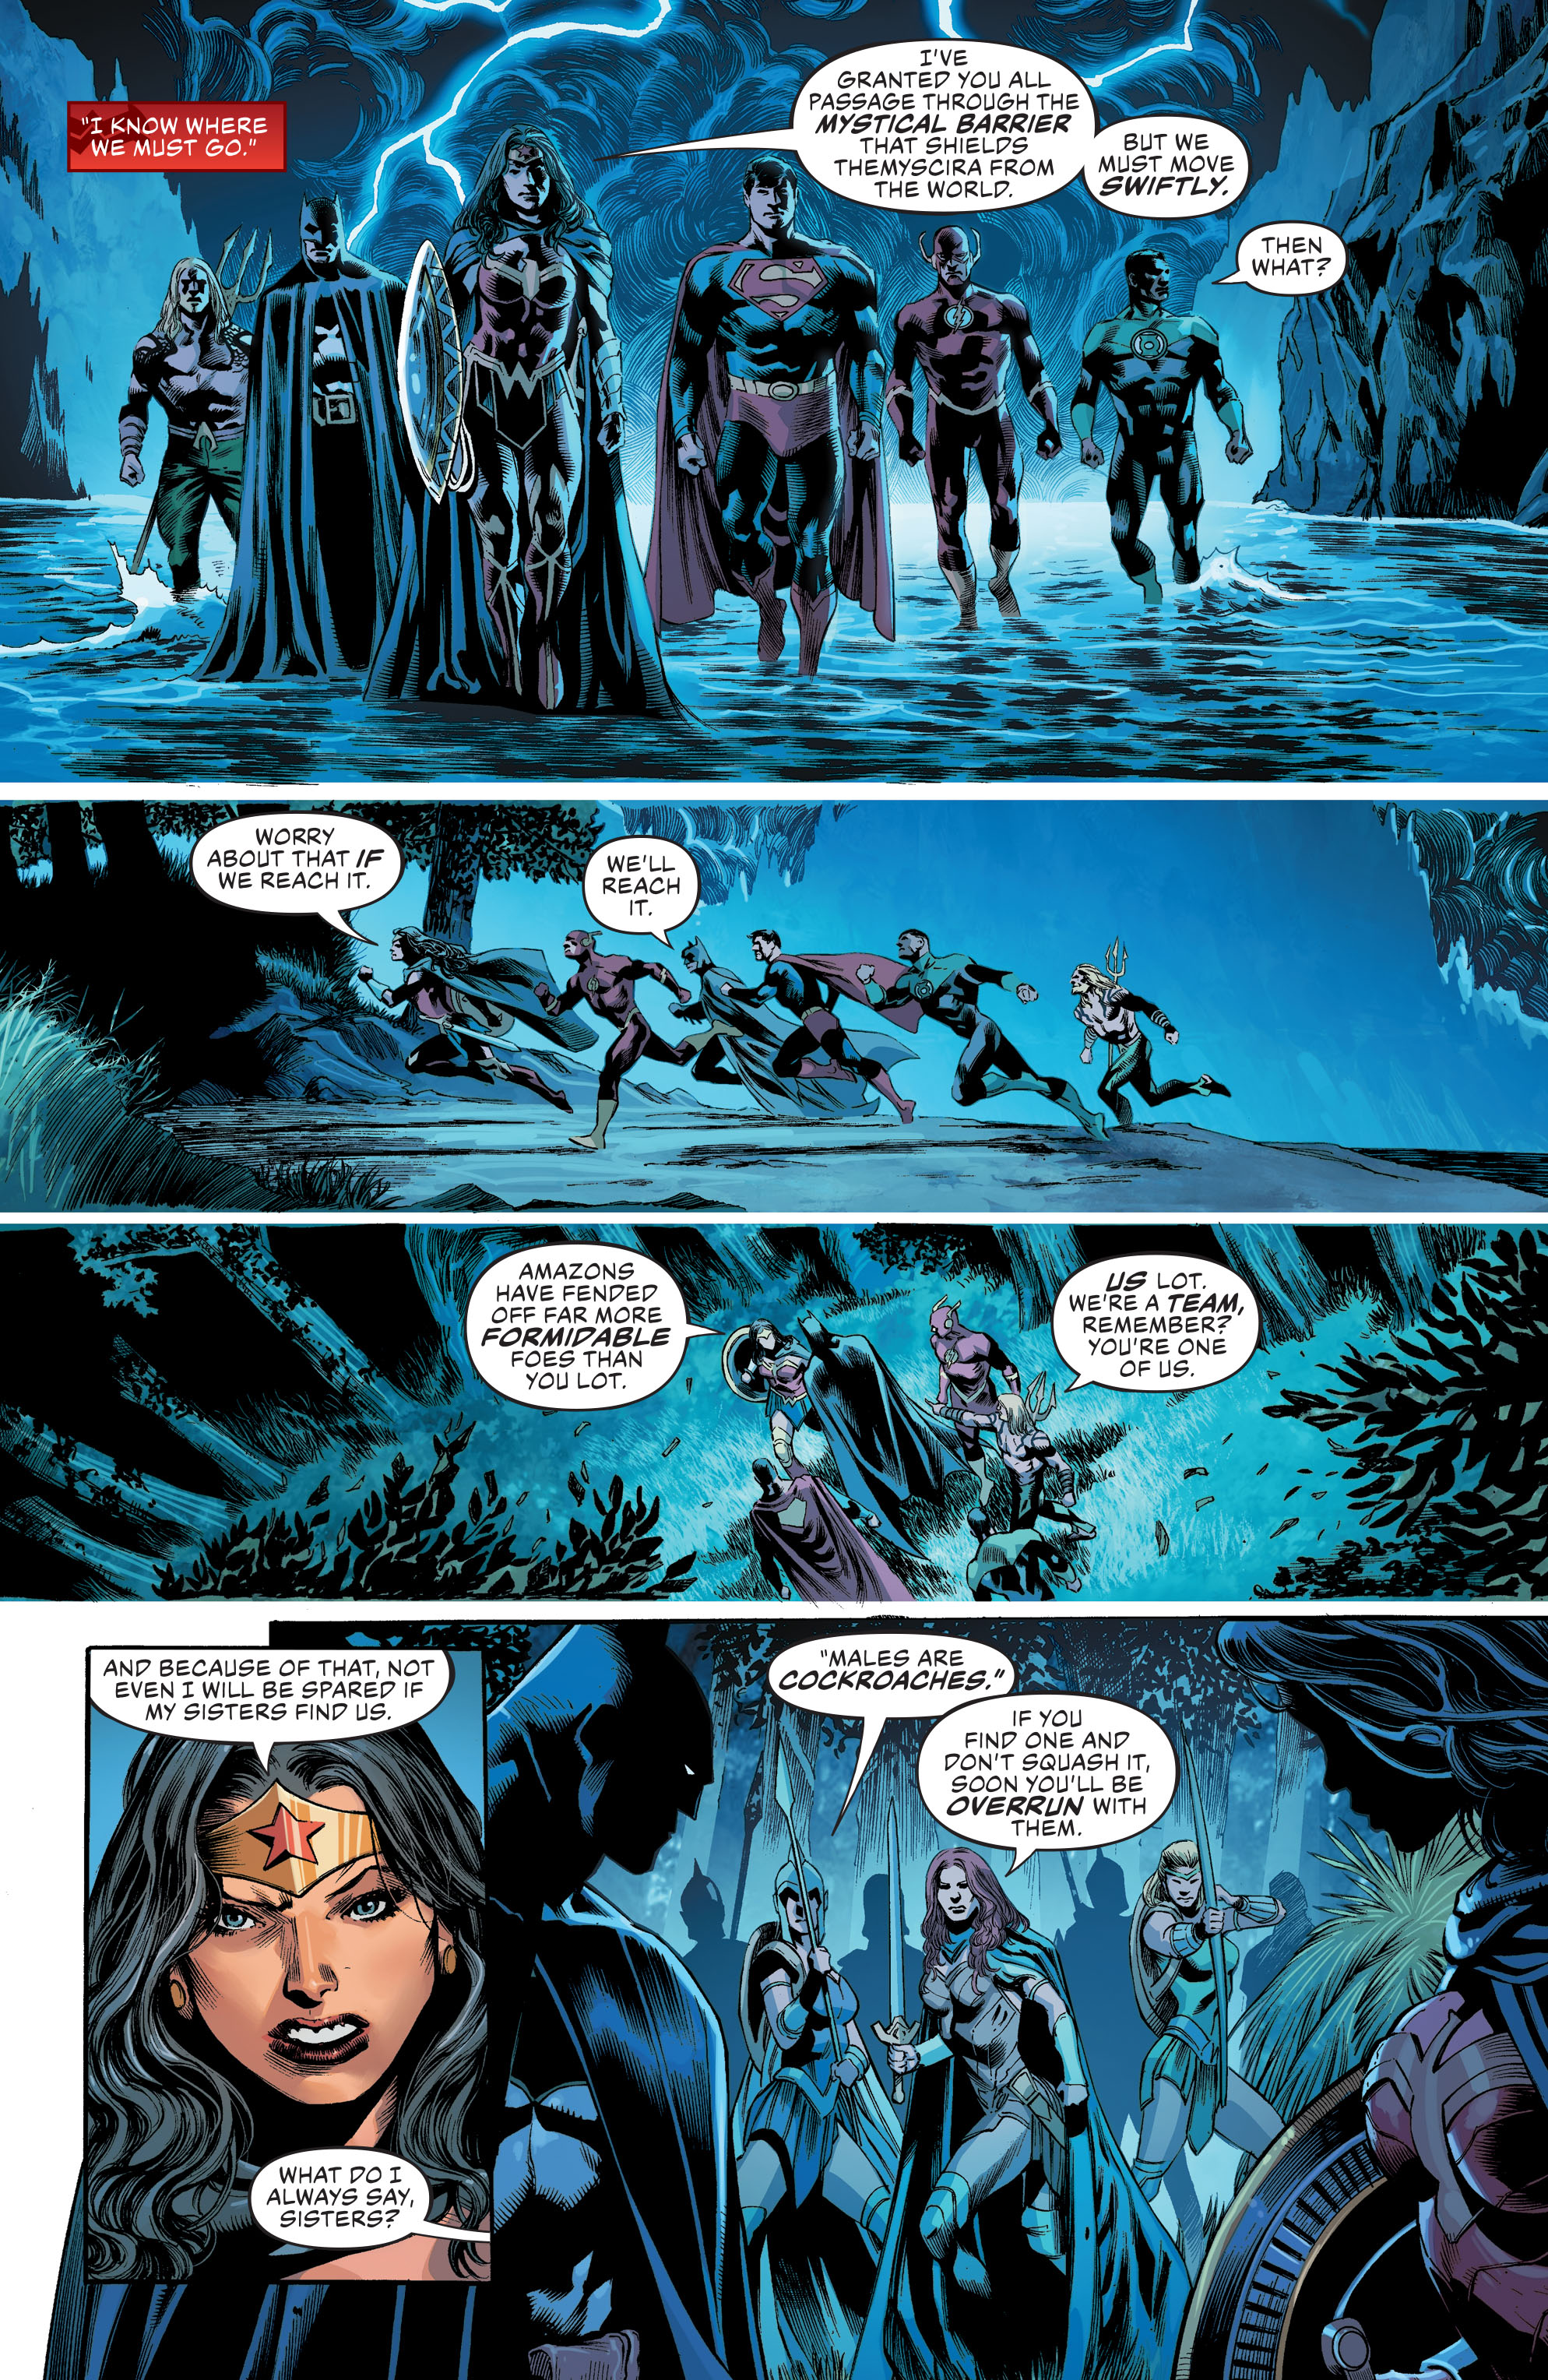 "I KNOW WHERE
WE MUST GO."
I'VE
GRANTED YOU ALL
PASSAGE THROUGH THE
MYSTICAL BARRIER
THAT SHIELDS
THEMYSCIRA FROM
THE WORLD.
BUT WE
MUST MOVE
SWIFTLY.
THEN
WHAT?
WORRY
ABOUT THAT IF
WE REACH IT.
WE'LL
REACH
IT.
AMAZONS
HAVE FENDED
OFF FAR MORE
FORMIDABLE
FOES THAN
YOU LOT.
US LOT.
WE'RE A TEAM,
REMEMBER?
YOU'RE ONE
OF US.
AND BECAUSE OF THAT, NOT
EVEN I WILL BE SPARED IF
MY SISTERS FIND US.
WHAT DO I
ALWAYS SAY,
SISTERS?
"MALES ARE
COCKROACHES."
IF YOU
FIND ONE AND
DON'T SQUASH IT,
SOON YOU'LL BE
OVERRUN WITH
THEM.